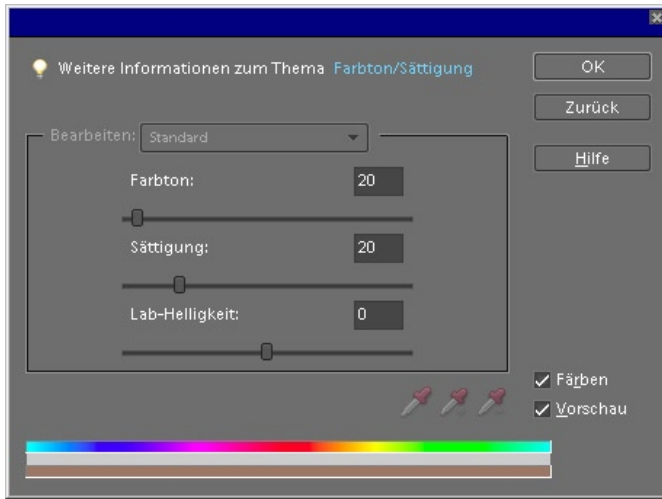 Weitere Informationen zum Thema Farbton/Sättigung
OK
Zurück
Hilfe
Bearbeiten: Standard
Farbton: 20
Sättigung: 20
Lab-Helligkeit: 0
Färben
Vorschau